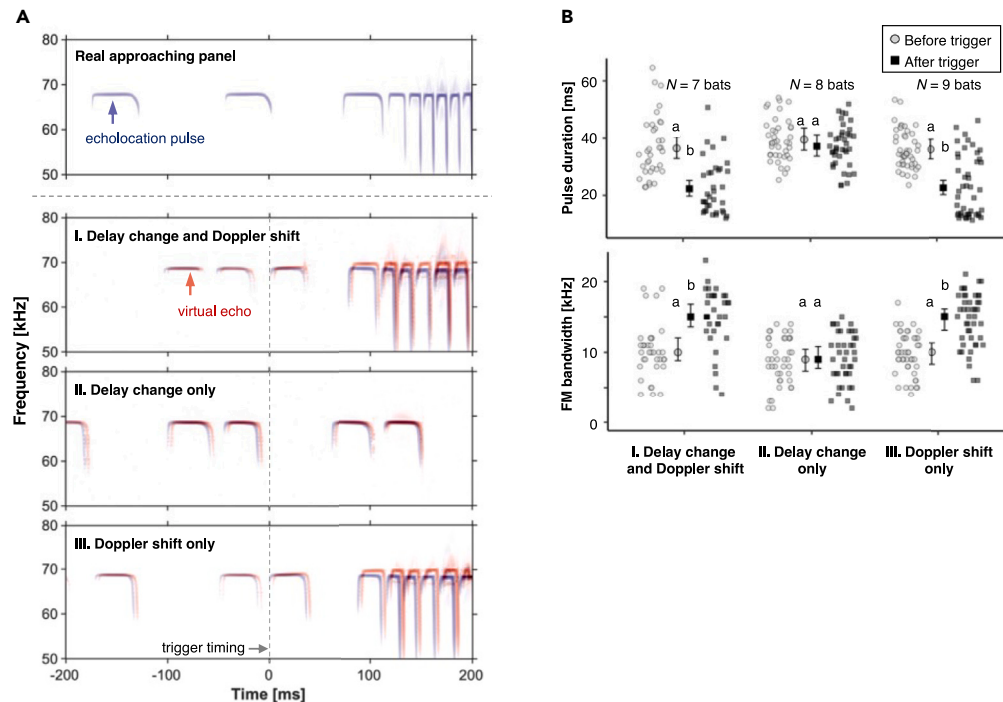 A
80
Real approaching panel
70
echolocation pulse
60
50
80
I. Delay change and Doppler shift
70
virtual echo
60
50
Frequency [kHz]
80
II. Delay change only
70
60
50
80
III. Doppler shift only
70
60
trigger timing
50
-200 -100 0 100 200
Time [ms]
B
Before trigger
After trigger
N = 7 bats N = 8 bats N = 9 bats
Pulse duration [ms]
60
40
20
a b a a a b
FM bandwidth [kHz]
20
10
0
a b a a a b
I. Delay change II. Delay change III. Doppler shift
and Doppler shift only only